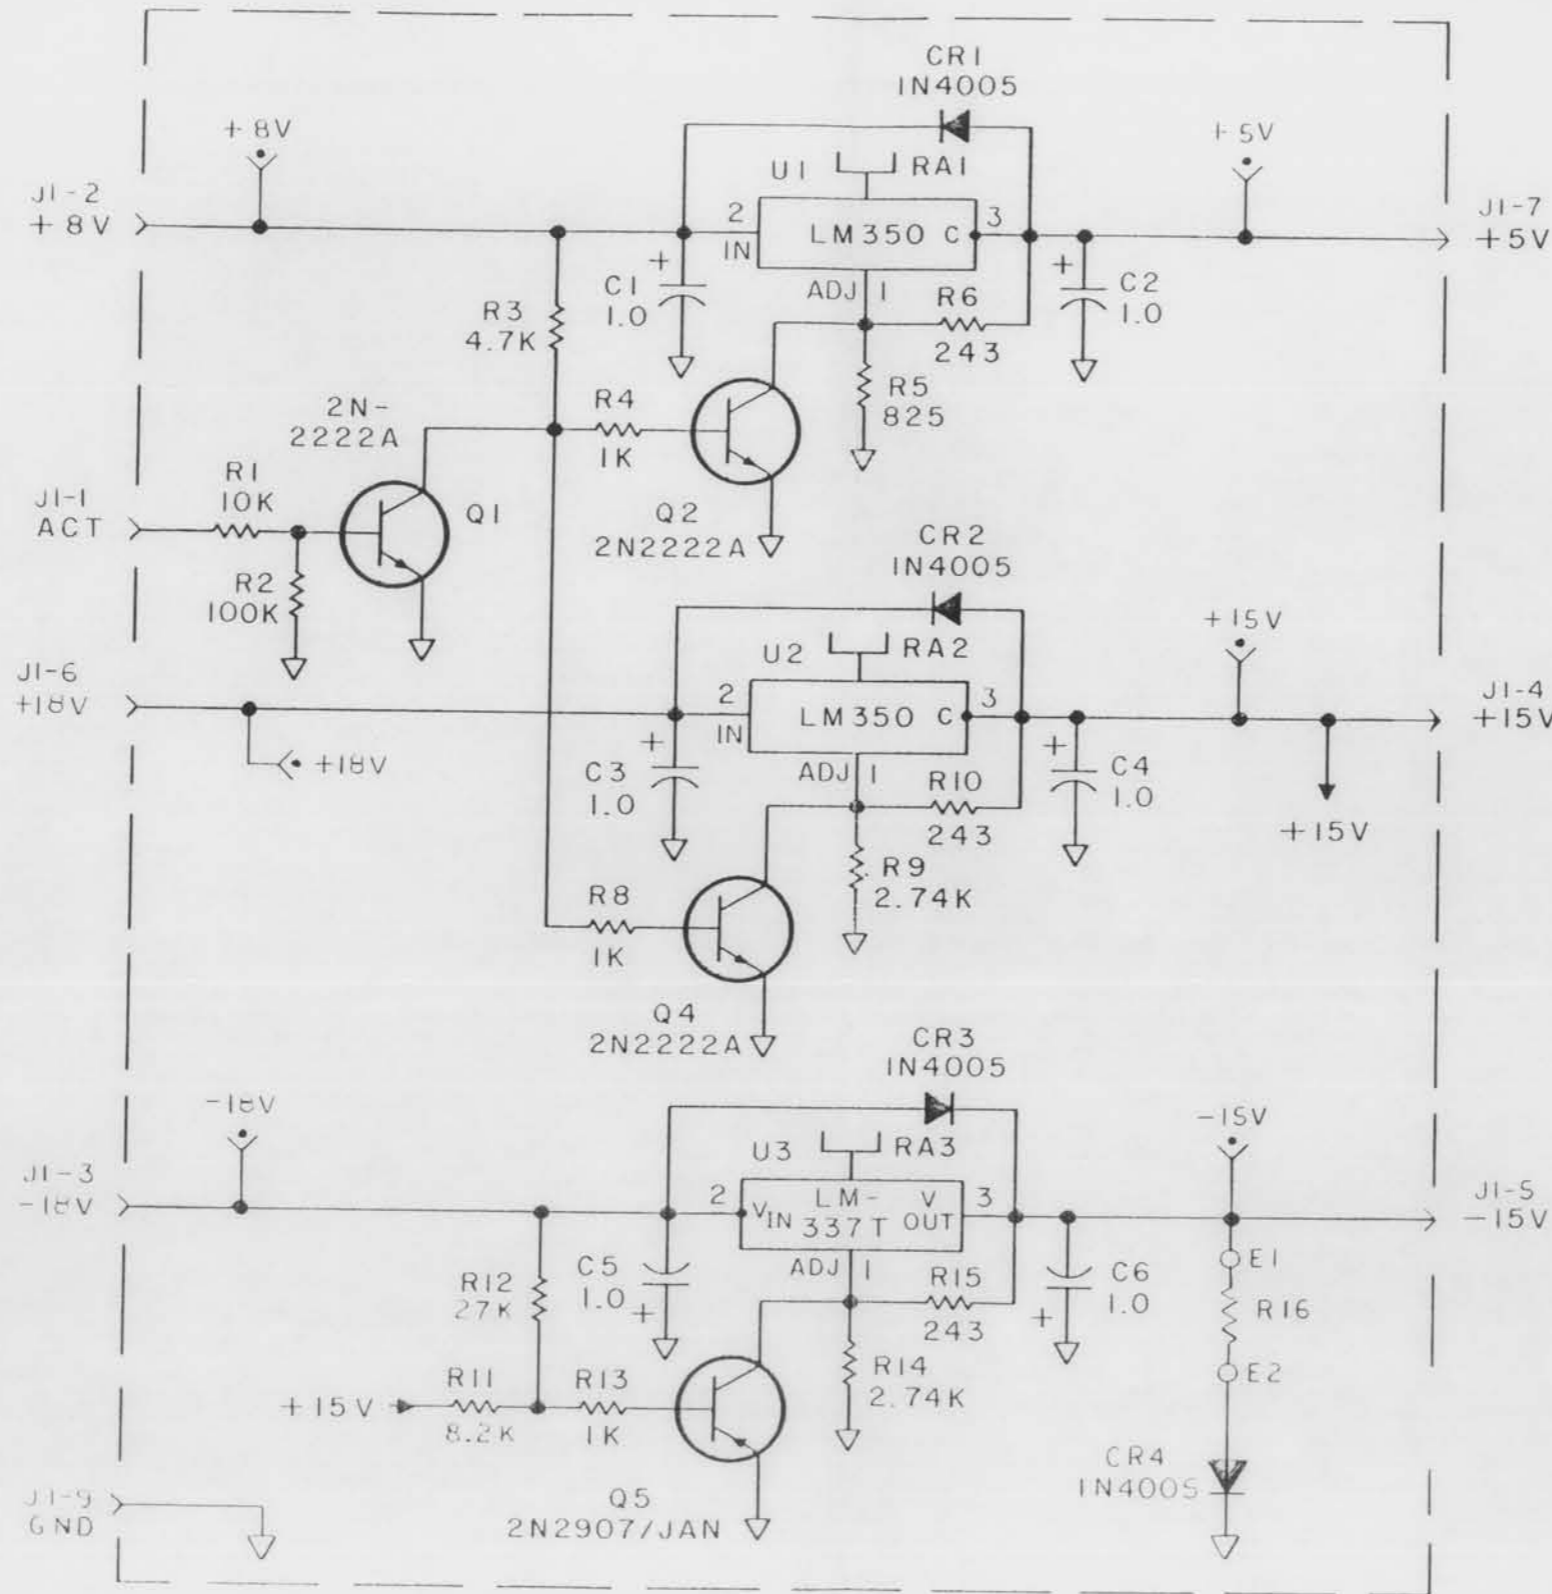 CR1
1N4005
+8V
+5V
U1
RA1
J1-2
+8V
2
IN
LM350 C
3
J1-7
+5V
ADJ 1
+
C1
1.0
R6
243
+
C2
1.0
R3
4.7K
R5
825
2N-
2222A
R4
1K
R1
10K
J1-1
ACT
Q1
Q2
2N2222A
CR2
1N4005
R2
100K
+15V
U2
RA2
J1-6
+18V
2
IN
LM350 C
3
J1-4
+15V
+18V
ADJ 1
+
C3
1.0
R10
243
+
C4
1.0
+15V
R9
2.74K
R8
1K
Q4
2N2222A
CR3
1N4005
-18V
-15V
U3
RA3
J1-3
-18V
2
VIN
LM-
337T
V
OUT
3
J1-5
-15V
ADJ 1
R12
27K
C5
1.0
+
R15
243
C6
1.0
+
E1
R16
E2
R14
2.74K
+15V
R11
8.2K
R13
1K
CR4
1N4005
J1-9
GND
Q5
2N2907/JAN